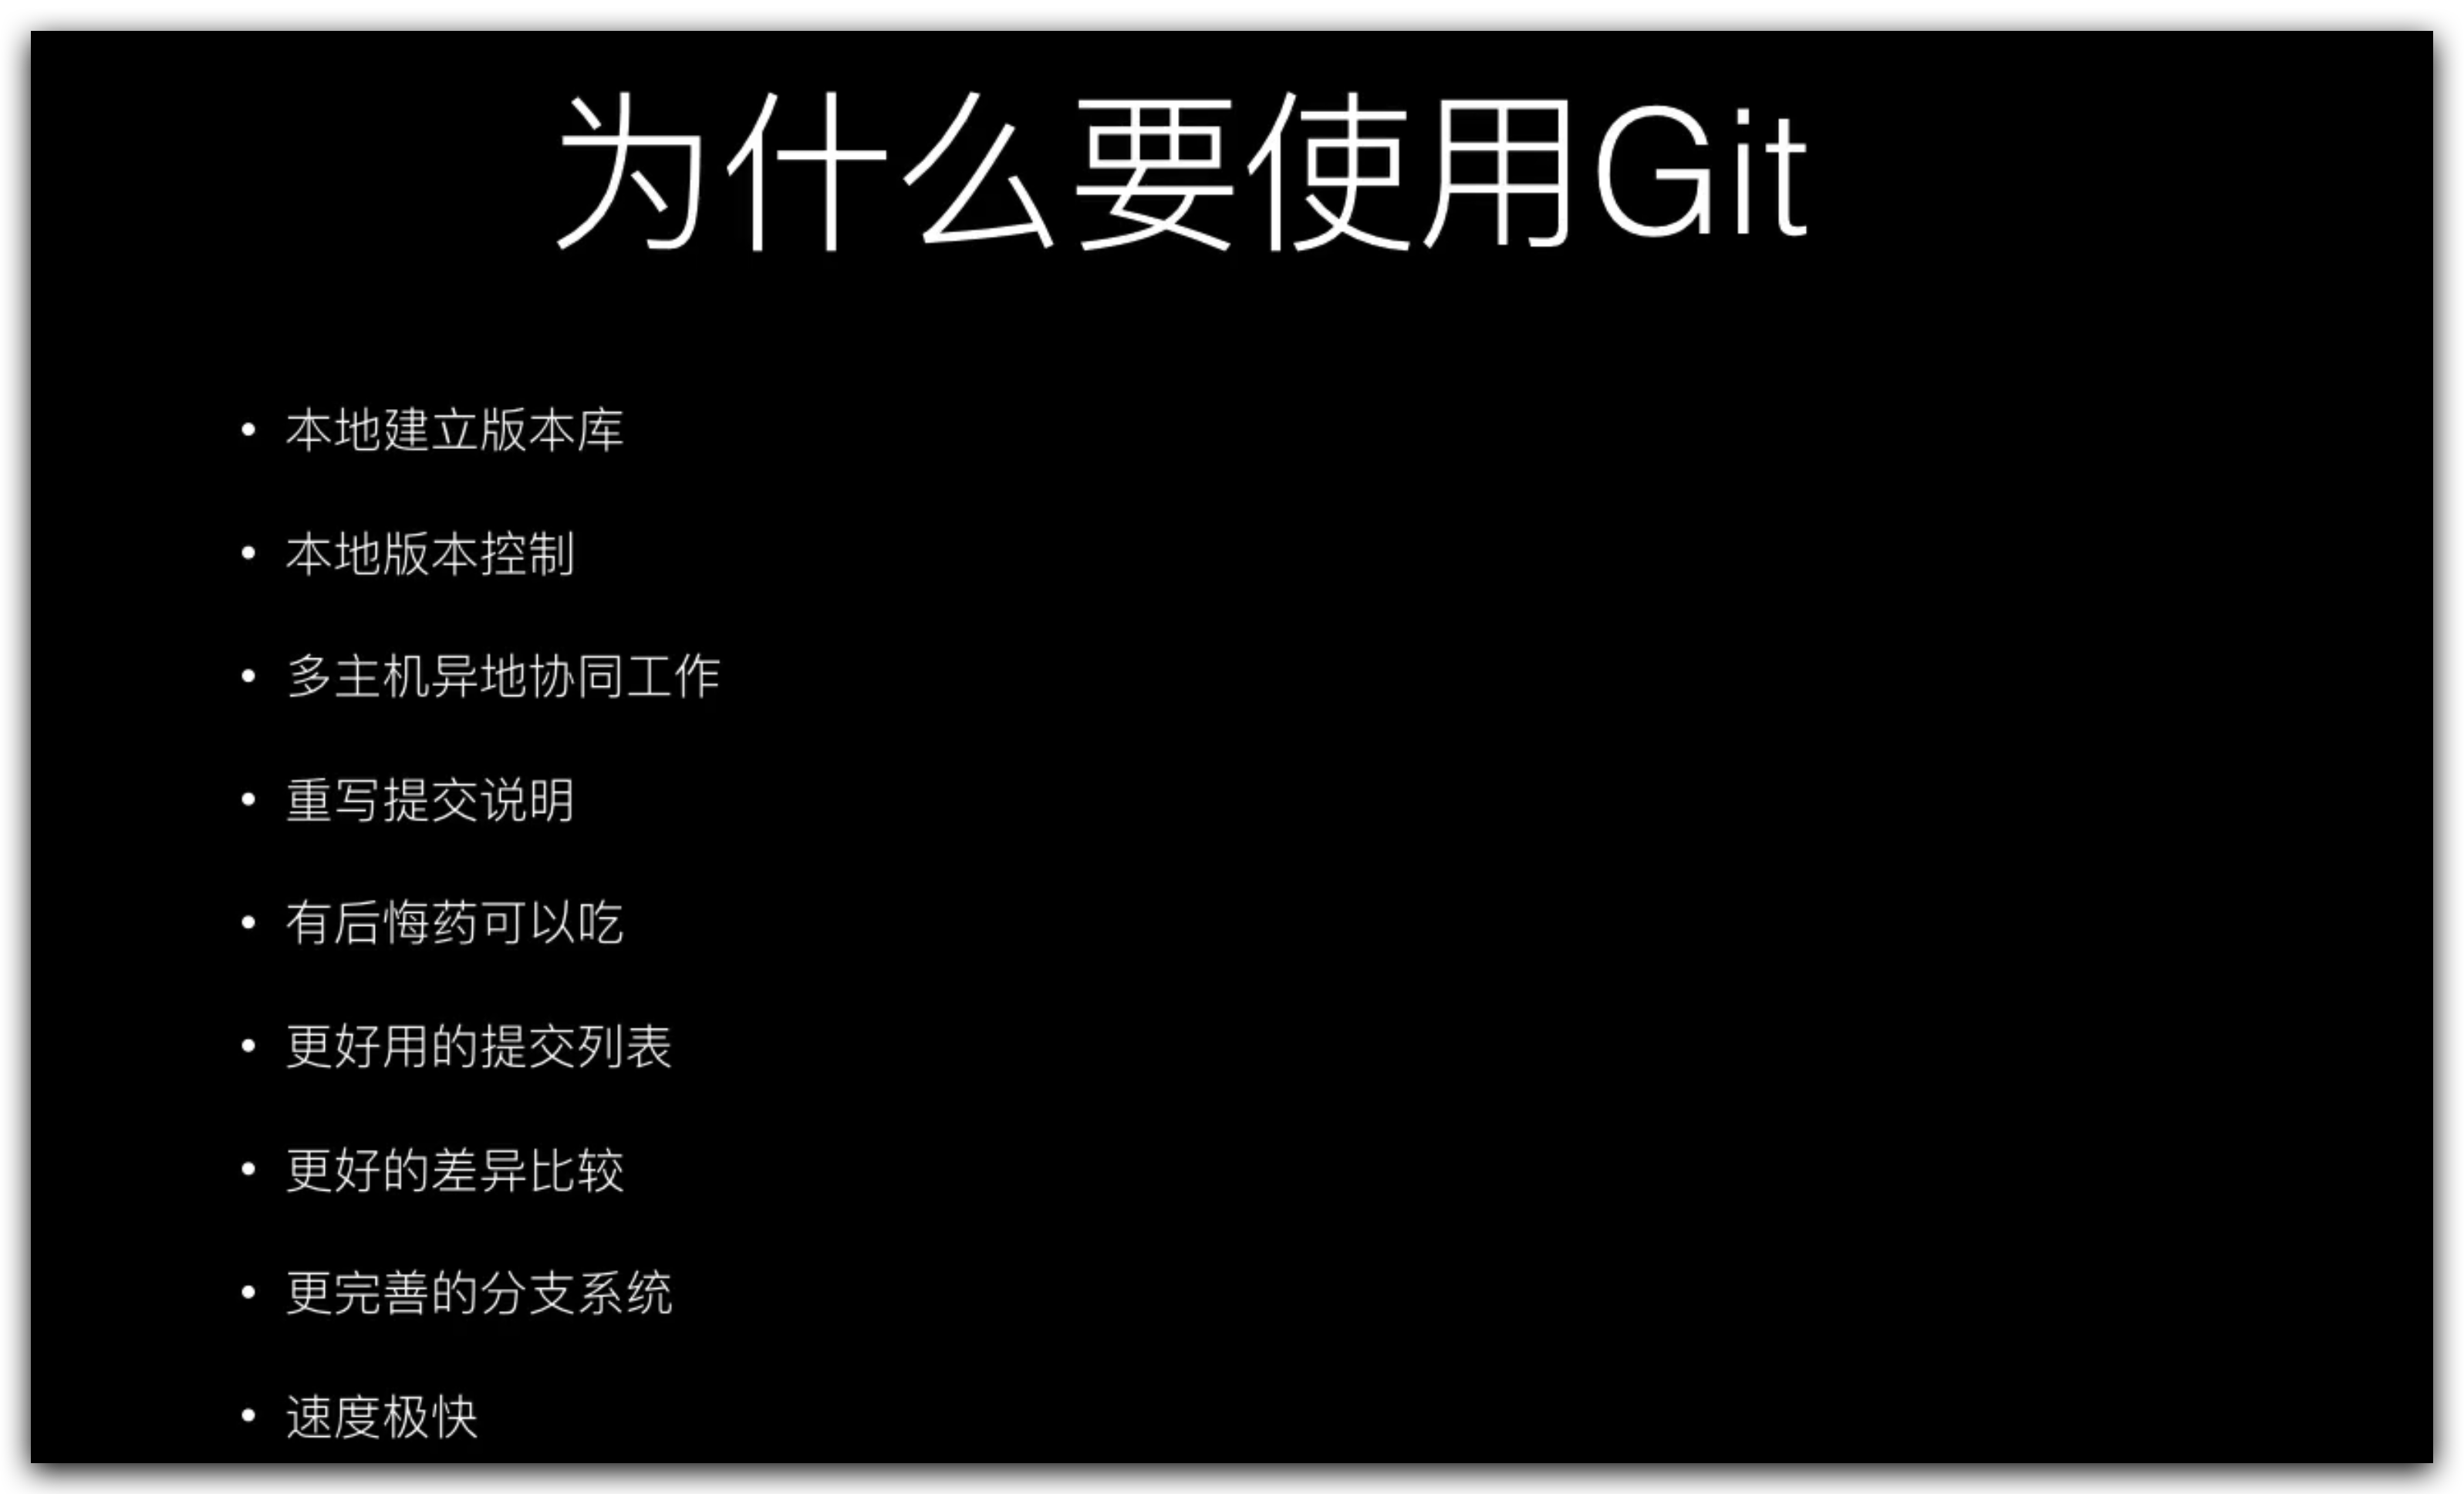 为什么要使用Git
• 本地建立版本库
• 本地版本控制
• 多主机异地协同工作
• 重写提交说明
• 有后悔药可以吃
• 更好用的提交列表
• 更好的差异比较
• 更完善的分支系统
• 速度极快